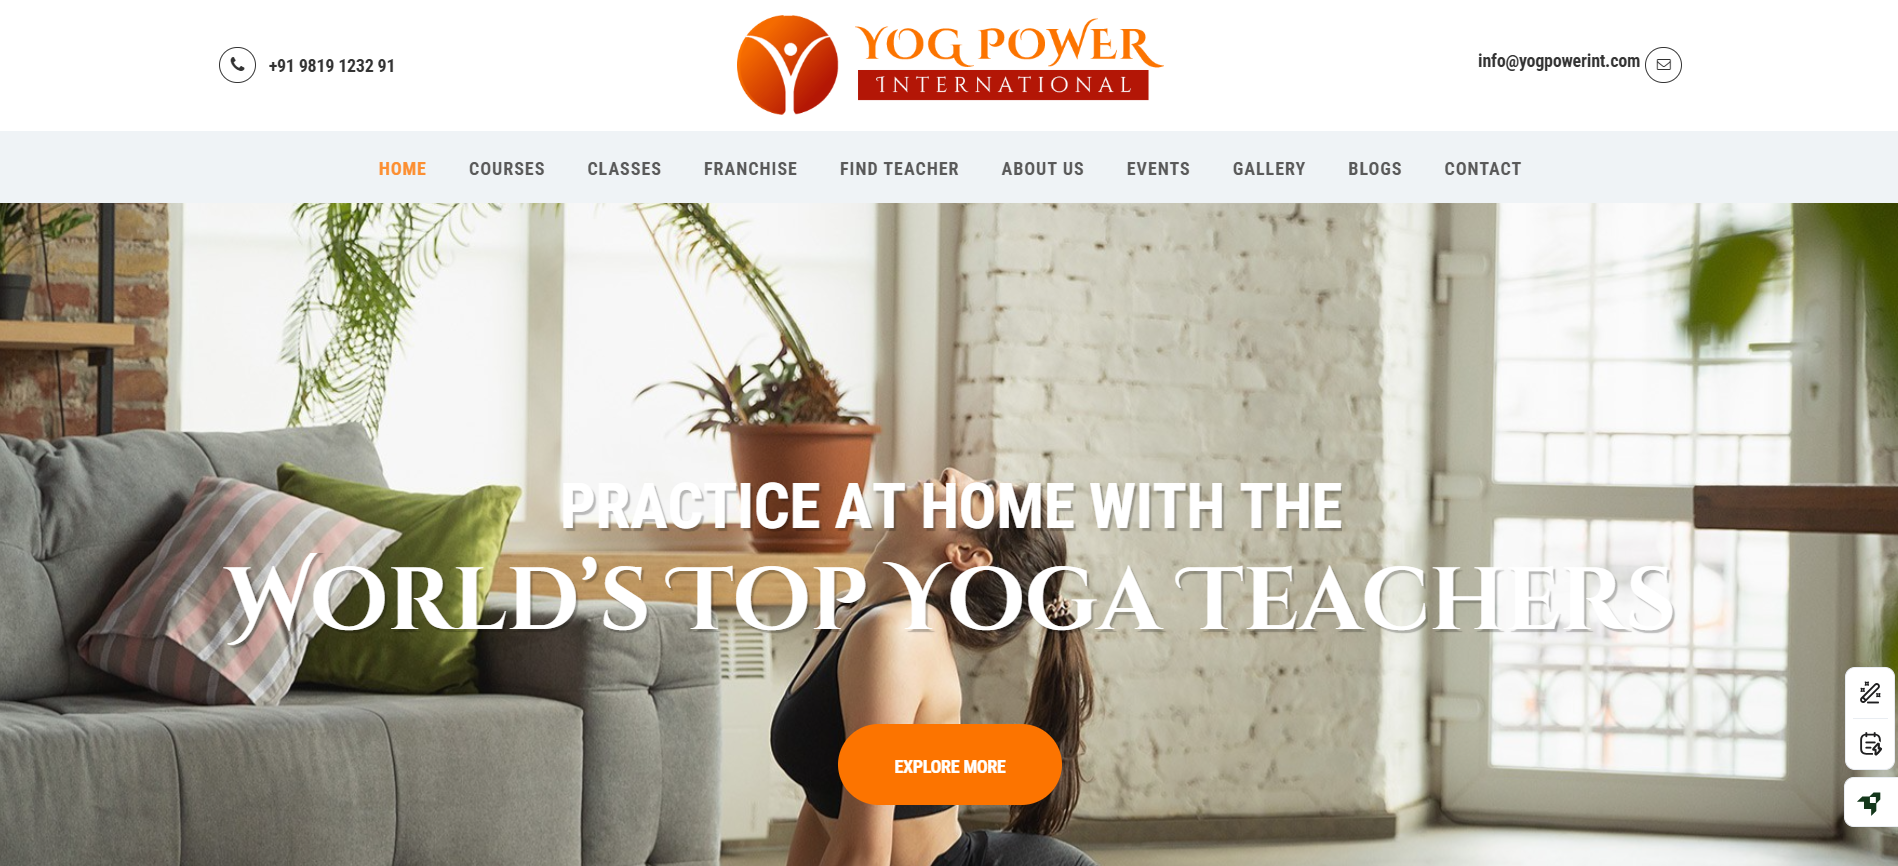 +91 9819 1232 91
YOG POWER
INTERNATIONAL
info@yogpowerint.com
HOME COURSES CLASSES FRANCHISE FIND TEACHER ABOUT US EVENTS GALLERY BLOGS CONTACT
PRACTICE AT HOME WITH THE
WORLD’S TOP YOGA TEACHERS
EXPLORE MORE